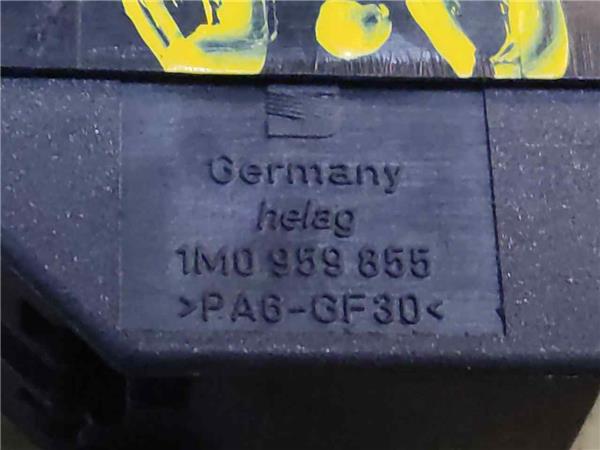 Germany
helag
1M0 959 855
>PA6-GF30<